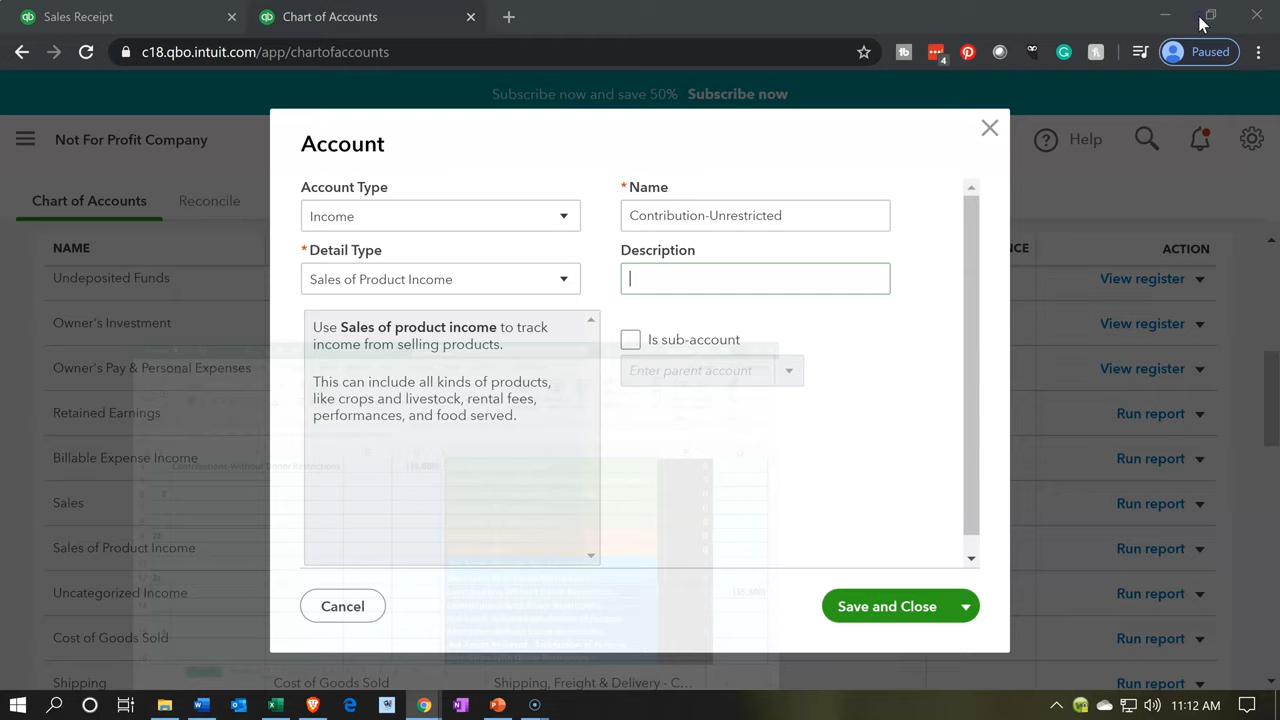 Sales Receipt
Chart of Accounts
c18.qbo.intuit.com/app/chartofaccounts
4
Paused
Subscribe now and save 50% Subscribe now
Not For Profit Company
Help
Chart of Accounts
Reconcile
NAME
NCE
ACTION
Undeposited Funds
View register
Owner's Investment
View register
Owner's Pay & Personal Expenses
View register
Retained Earnings
Run report
Billable Expense Income
Run report
Sales
Run report
Sales of Product Income
Run report
Uncategorized Income
Run report
Cost of Goods Sold
Run report
Shipping
Cost of Goods Sold
Shipping, Freight & Delivery - C...
Run report
Account
Account Type
Income
* Detail Type
Sales of Product Income
Use Sales of product income to track
income from selling products.
This can include all kinds of products,
like crops and livestock, rental fees,
performances, and food served.
* Name
Contribution-Unrestricted
Description
Is sub-account
Enter parent account
Contributions-Without Donor Restrictions
Cancel
Save and Close
11:12 AM